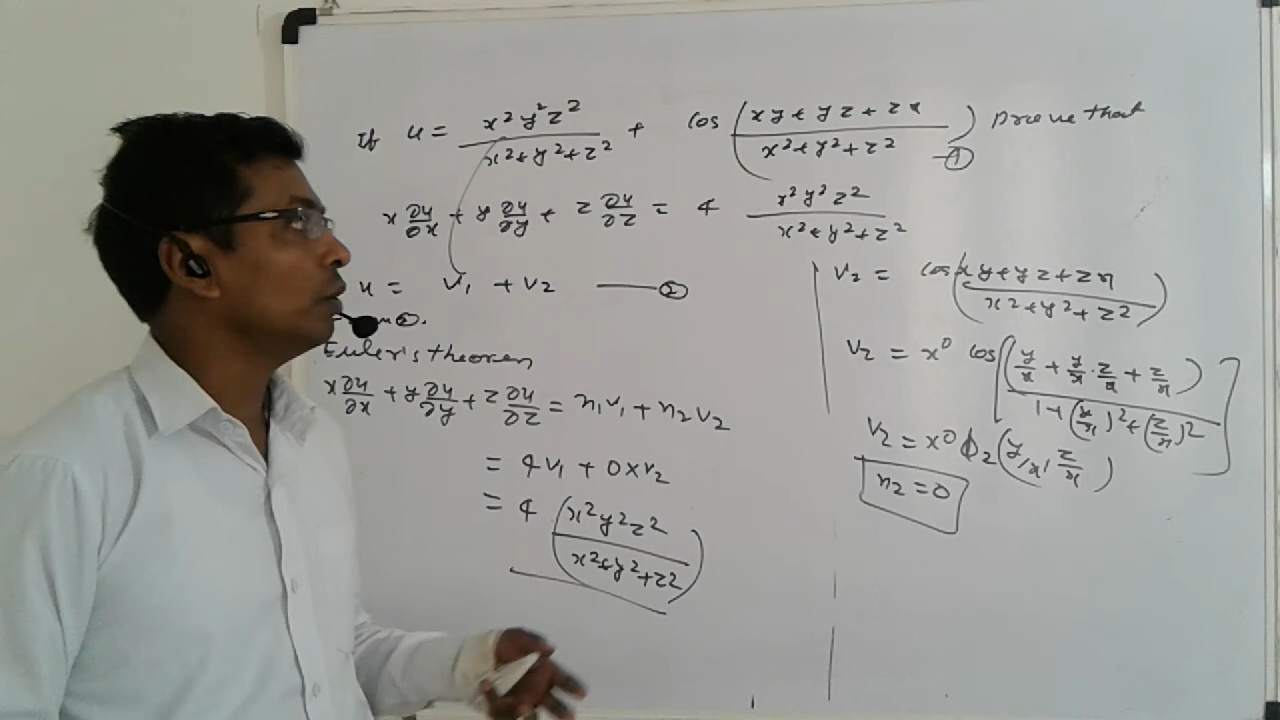 If u = x²y²z² / x²+y²+z² + cos (xy+yz+zx / x²+y²+z²) —① prove that
x ∂u/∂x + y ∂u/∂y + z ∂u/∂z = 4 x²y²z² / x²+y²+z²
u = v₁ + v₂ —②
②.
Euler's theorem
x ∂u/∂x + y ∂u/∂y + z ∂u/∂z = n₁v₁ + n₂v₂
= 4v₁ + 0×v₂
= 4 (x²y²z² / x²+y²+z²)
v₂ = cos (xy+yz+zx / x²+y²+z²)
v₂ = x⁰ cos [(y/x + y/x · z/x + z/x) / 1+(y/x)²+(z/x)²]
v₂ = x⁰ ϕ₂ (y/x, z/x)
n₂ = 0